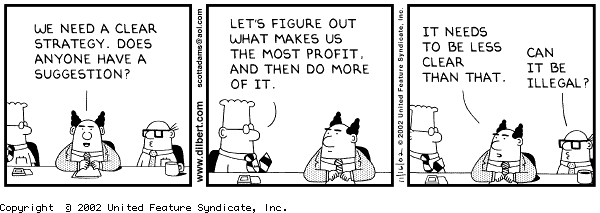 WE NEED A CLEAR
STRATEGY. DOES
ANYONE HAVE A
SUGGESTION?
www.dilbert.com
scottadams@aol.com
LET'S FIGURE OUT
WHAT MAKES US
THE MOST PROFIT,
AND THEN DO MORE
OF IT.
© 2002 United Feature Syndicate, Inc.
IT NEEDS
TO BE LESS
CLEAR
THAN THAT.
CAN
IT BE
ILLEGAL?
Copyright © 2002 United Feature Syndicate, Inc.